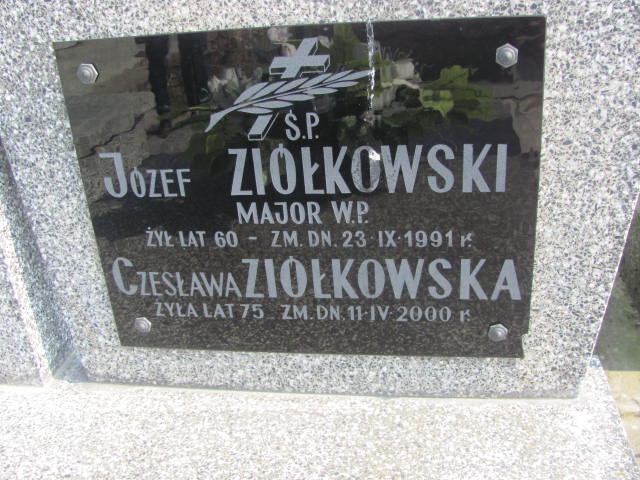 Ś.P.
JÓZEF ZIÓŁKOWSKI
MAJOR W.P.
ŻYŁ LAT 60 - ZM. DN. 23·IX·1991 r.
CZESŁAWA ZIÓŁKOWSKA
ŻYŁA LAT 75 ZM. DN. 11·IV·2000 r.